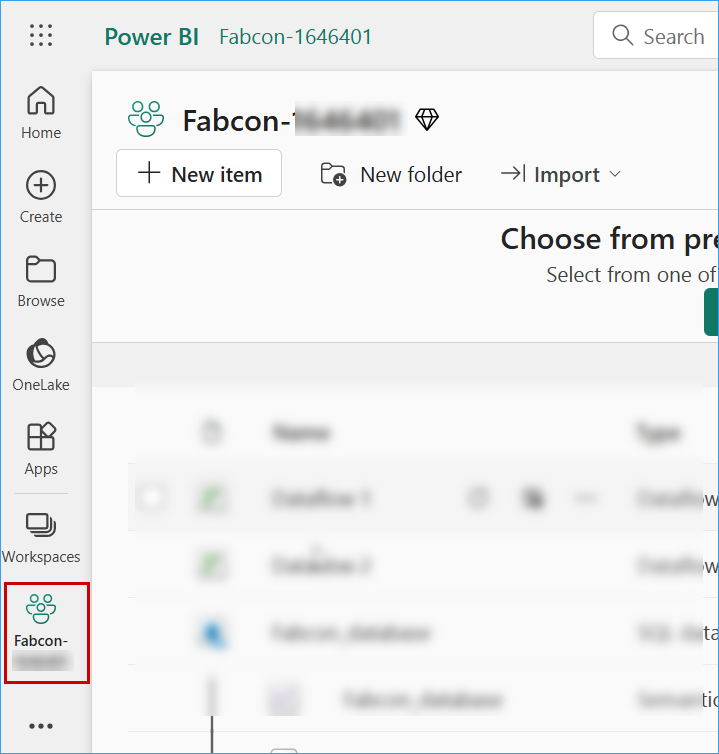 Power BI Fabcon-1646401
Search
Home
Fabcon-1646401
New item
New folder
Import
Create
Choose from pre
Select from one of
Browse
OneLake
Name
Type
Apps
Dataflow 1
Dataflow
Workspaces
Dataflow 2
Dataflow
Fabcon-
Fabcon_database
SQL data
Fabcon_database
Semantic